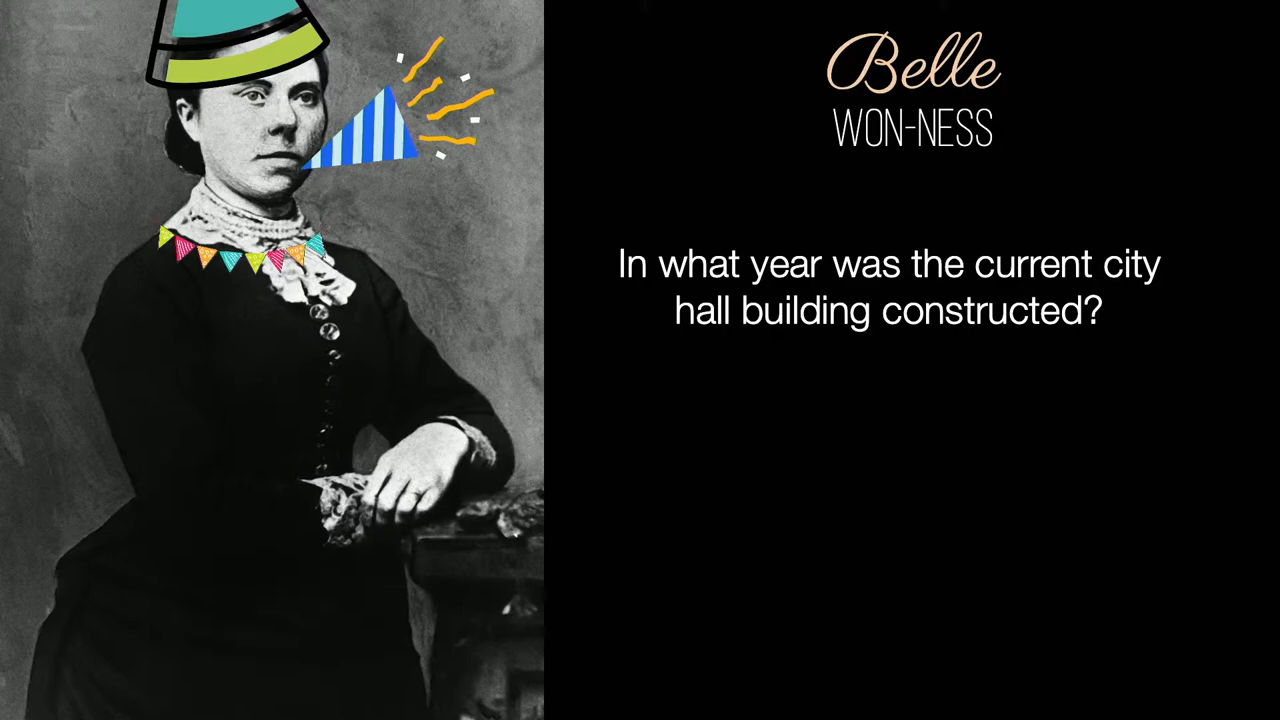 Belle
WON-NESS
In what year was the current city
hall building constructed?